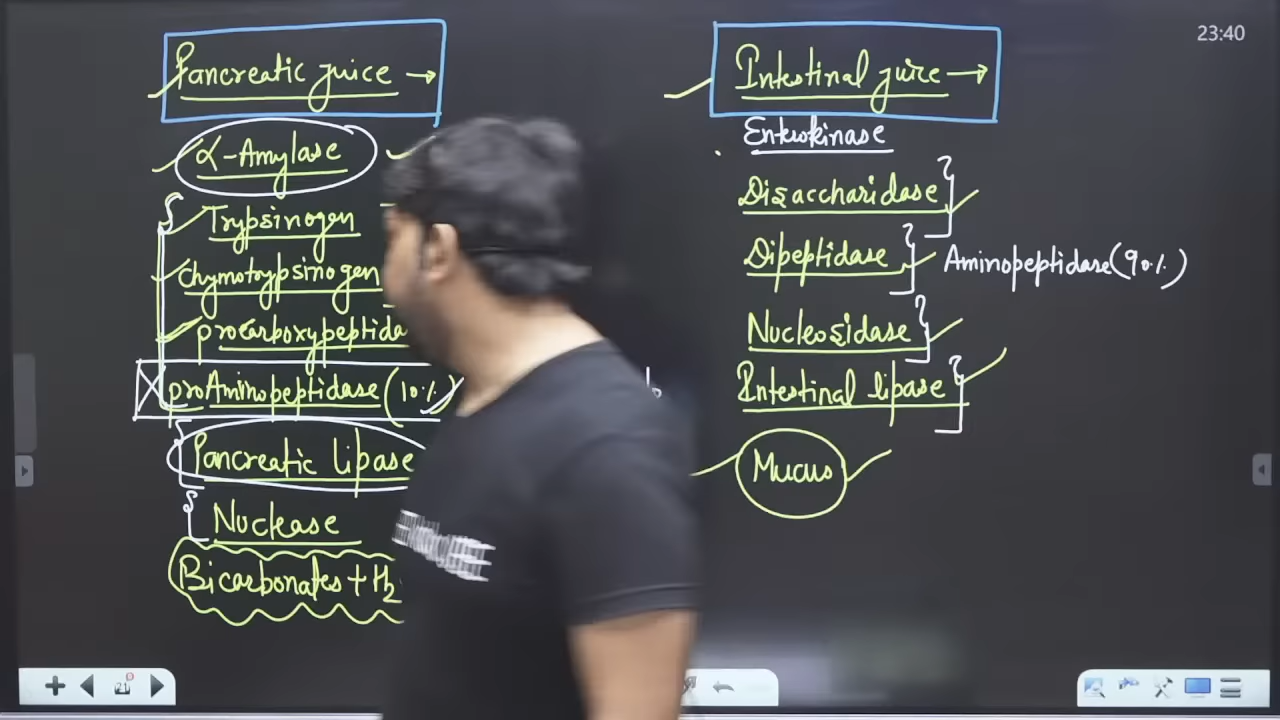 23:40
Pancreatic juice →
α-Amylase
Trypsinogen
chymotrypsinogen
procarboxypeptida
proAminopeptidase (10%)
Pancreatic lipase
Nuclease
Bicarbonates + H2
Intestinal juice →
Enterokinase
Disaccharidase
Dipeptidase
Aminopeptidase (90%)
Nucleosidase
Intestinal lipase
Mucus
21